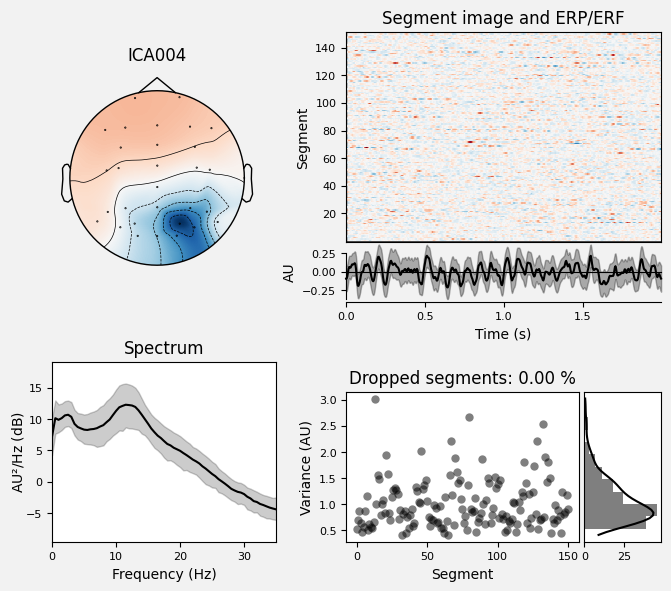 ICA004
Segment image and ERP/ERF
140
120
100
80
60
40
20
Segment
0.25
0.00
−0.25
AU
0.0 0.5 1.0 1.5
Time (s)
Spectrum
15
10
5
0
−5
AU²/Hz (dB)
0 10 20 30
Frequency (Hz)
Dropped segments: 0.00 %
3.0
2.5
2.0
1.5
1.0
0.5
Variance (AU)
0 50 100 150
Segment
0 25